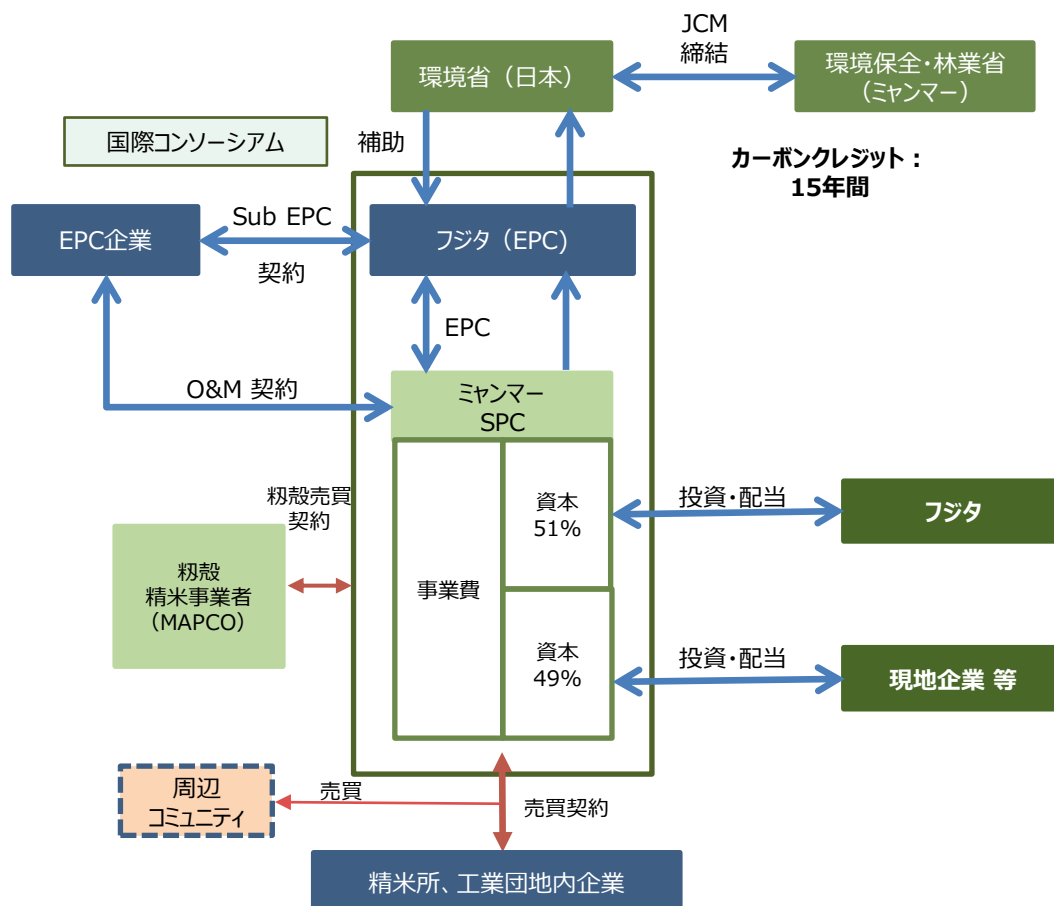 JCM
締結
環境省（日本）
環境保全・林業省
（ミャンマー）
国際コンソーシアム
補助
カーボンクレジット：
15年間
EPC企業
Sub EPC
契約
フジタ（EPC)
EPC
O&M 契約
ミャンマー
SPC
籾殻売買
契約
資本
51%
投資・配当
フジタ
籾殻
精米事業者
(MAPCO)
事業費
資本
49%
投資・配当
現地企業 等
周辺
コミュニティ
売買
売買契約
精米所、工業団地内企業